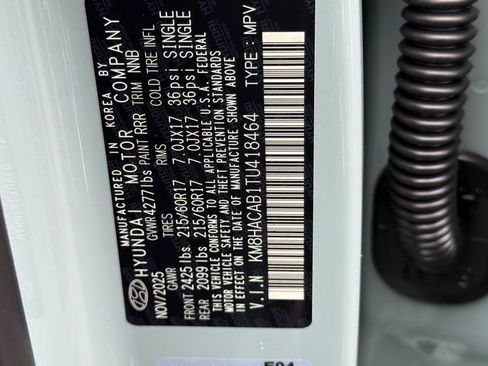 MANUFACTURED IN KOREA BY
HYUNDAI MOTOR COMPANY
NOV/2025 GVWR 4277lbs PAINT RRR TRIM NNB
GAWR RIMS COLD TIRE INFL
FRONT 2425 lbs. 215/60R17 7.0JX17 36psi SINGLE
REAR 2099 lbs 215/60R17 7.0JX17 36psi SINGLE
THIS VEHICLE CONFORMS TO ALL APPLICABLE U.S.A. FEDERAL
MOTOR VEHICLE SAFETY, BUMPER, AND THEFT PREVENTION STANDARDS
IN EFFECT ON THE DATE OF MANUFACTURE SHOWN ABOVE.
V.I.N KM8HACAB1TU418464 TYPE: MPV
E01